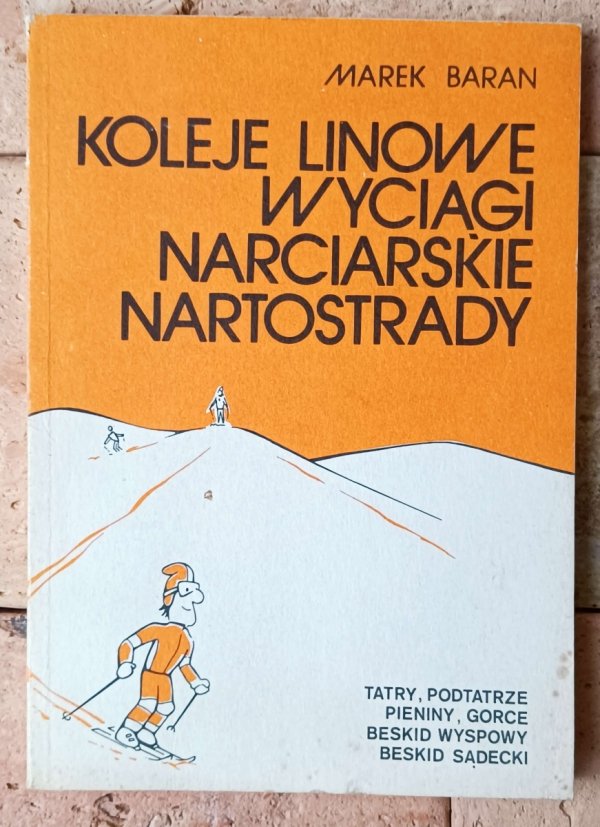 MAREK BARAN
KOLEJE LINOWE
WYCIĄGI
NARCIARSKIE
NARTOSTRADY
TATRY, PODTATRZE
PIENINY, GORCE
BESKID WYSPOWY
BESKID SĄDECKI